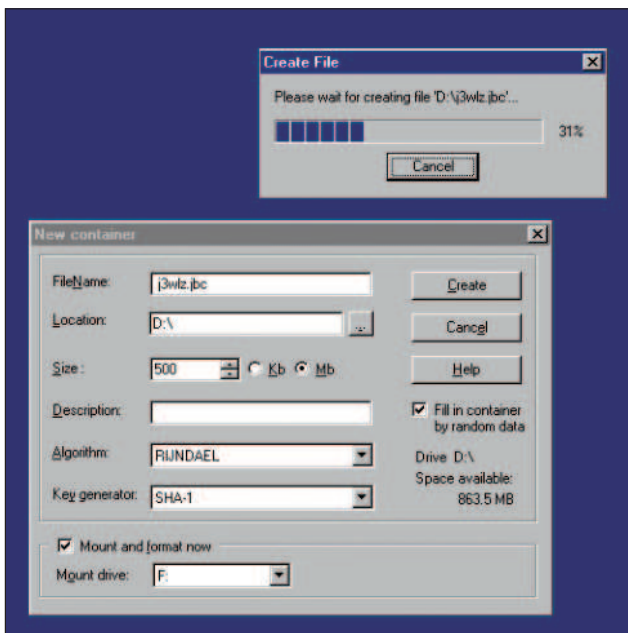 Create File
Please wait for creating file 'D:\j3wlz.jbc'...
31%
Cancel
New container
FileName: j3wlz.jbc
Create
Location: D:\ ...
Cancel
Size: 500 Kb Mb
Help
Description:
Fill in container
by random data
Algorithm: RIJNDAEL
Drive D:\
Space available:
863.5 MB
Key generator: SHA-1
Mount and format now
Mount drive: F: